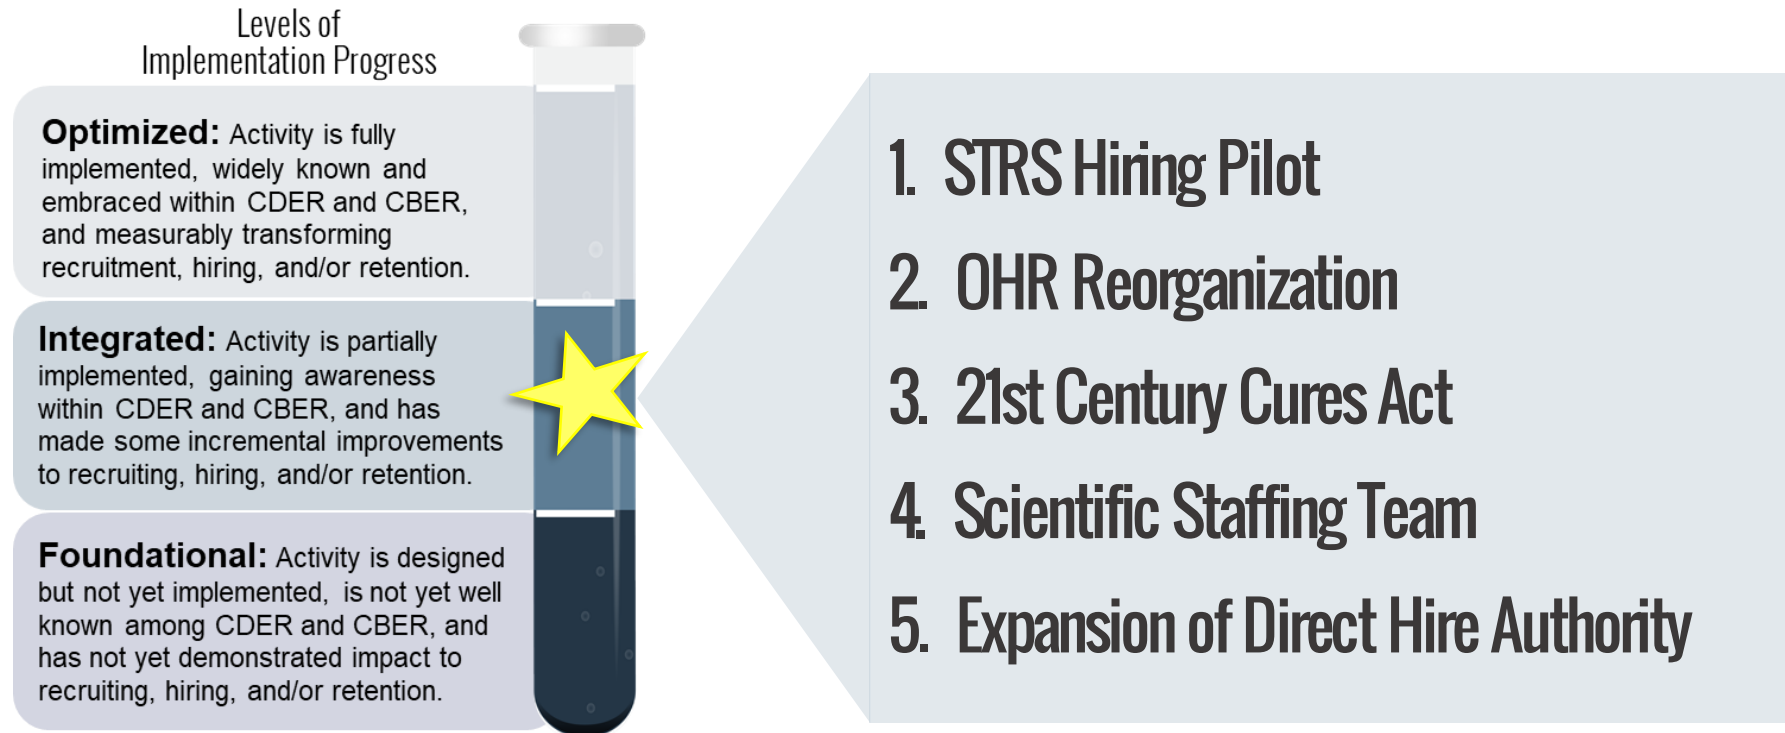 Levels of
Implementation Progress
Optimized: Activity is fully
implemented, widely known and
embraced within CDER and CBER,
and measurably transforming
recruitment, hiring, and/or retention.
Integrated: Activity is partially
implemented, gaining awareness
within CDER and CBER, and has
made some incremental improvements
to recruiting, hiring, and/or retention.
Foundational: Activity is designed
but not yet implemented, is not yet well
known among CDER and CBER, and
has not yet demonstrated impact to
recruiting, hiring, and/or retention.
1. STRS Hiring Pilot
2. OHR Reorganization
3. 21st Century Cures Act
4. Scientific Staffing Team
5. Expansion of Direct Hire Authority